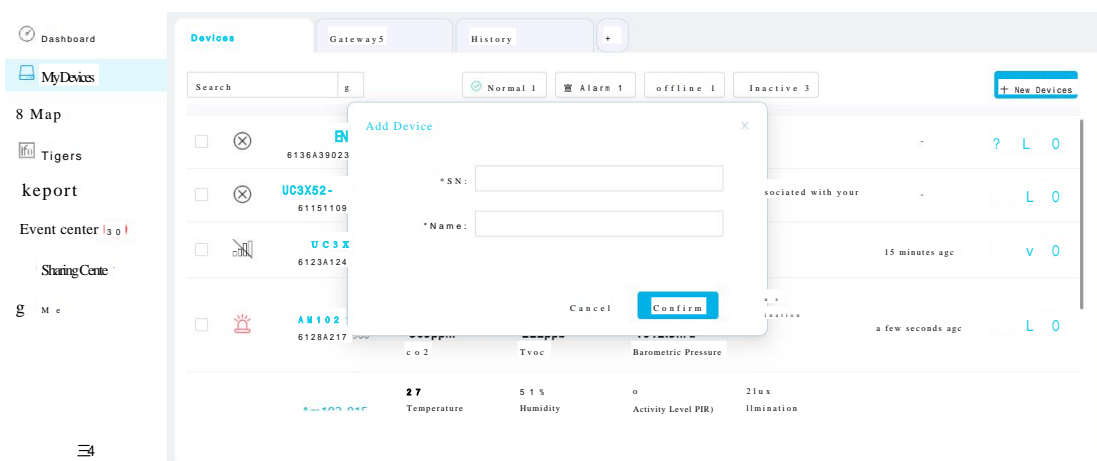 Dashboard
Devices
Gateway5
History
+
MyDevices
Search
g
Normal 1
Alarm 1
offline 1
Inactive 3
+ New Devices
8 Map
Add Device
X
EN
6136A39023
-
? L 0
Tigers
*SN:
keport
UC3X52-
61151109
sociated with your
-
L 0
Event center 30
*Name:
UC3X
6123A124
15 minutes agc
v 0
Sharing Cente
g Me
Cancel
Confirm
AM102
6128A217
a few seconds agc
L 0
co2
Tvoc
Barometric Pressure
27
51%
o
2lux
Temperature
Humidity
Activity Level PIR)
llmination
4